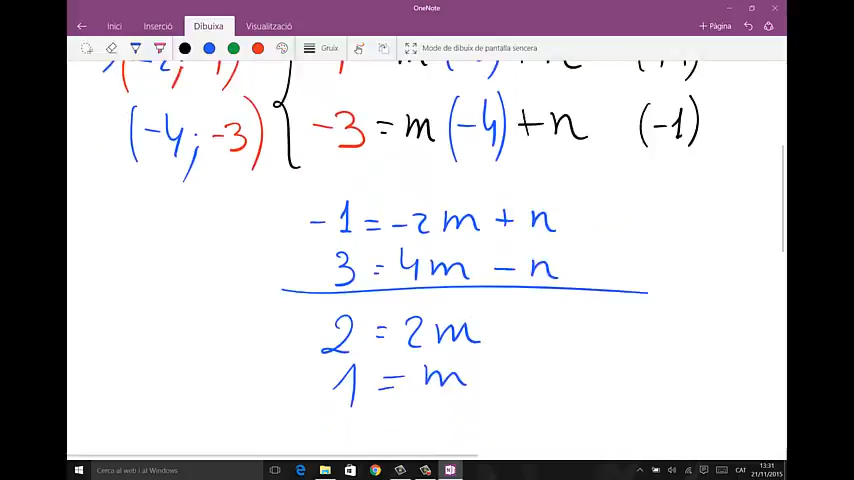 OneNote
Inici Inserció Dibuixa Visualització + Pàgina
Gruix Mode de dibuix de pantalla sencera
(-4; -3) -3 = m (-4) + n (-1)
-1 = -2m + n
3 = 4m - n
2 = 2m
1 = m
Cerca al web i al Windows CAT 13:31
21/11/2015